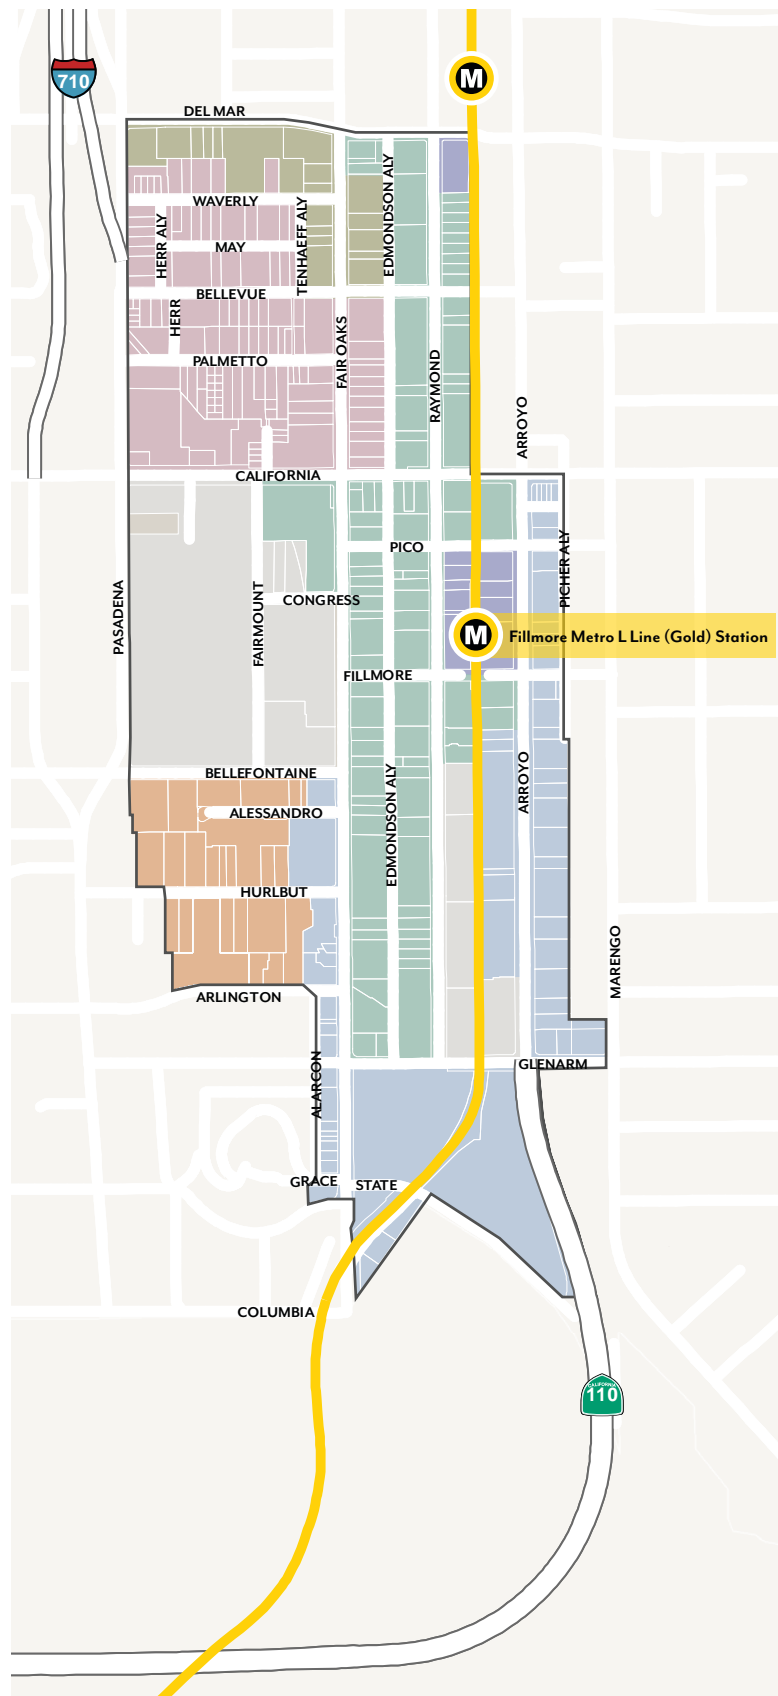 710
M
DEL MAR
EDMONDSON ALY
WAVERLY
TENHAEFF ALY
HERR ALY
MAY
BELLEVUE
HERR
FAIR OAKS
RAYMOND
PALMETTO
ARROYO
CALIFORNIA
PICO
PICHER ALY
PASADENA
FAIRMOUNT
CONGRESS
M
Fillmore Metro L Line (Gold) Station
FILLMORE
BELLEFONTAINE
ARROYO
EDMONDSON ALY
ALESSANDRO
HURLBUT
MARENGO
ARLINGTON
GLENARM
ALARCON
GRACE
STATE
COLUMBIA
CALIFORNIA
110